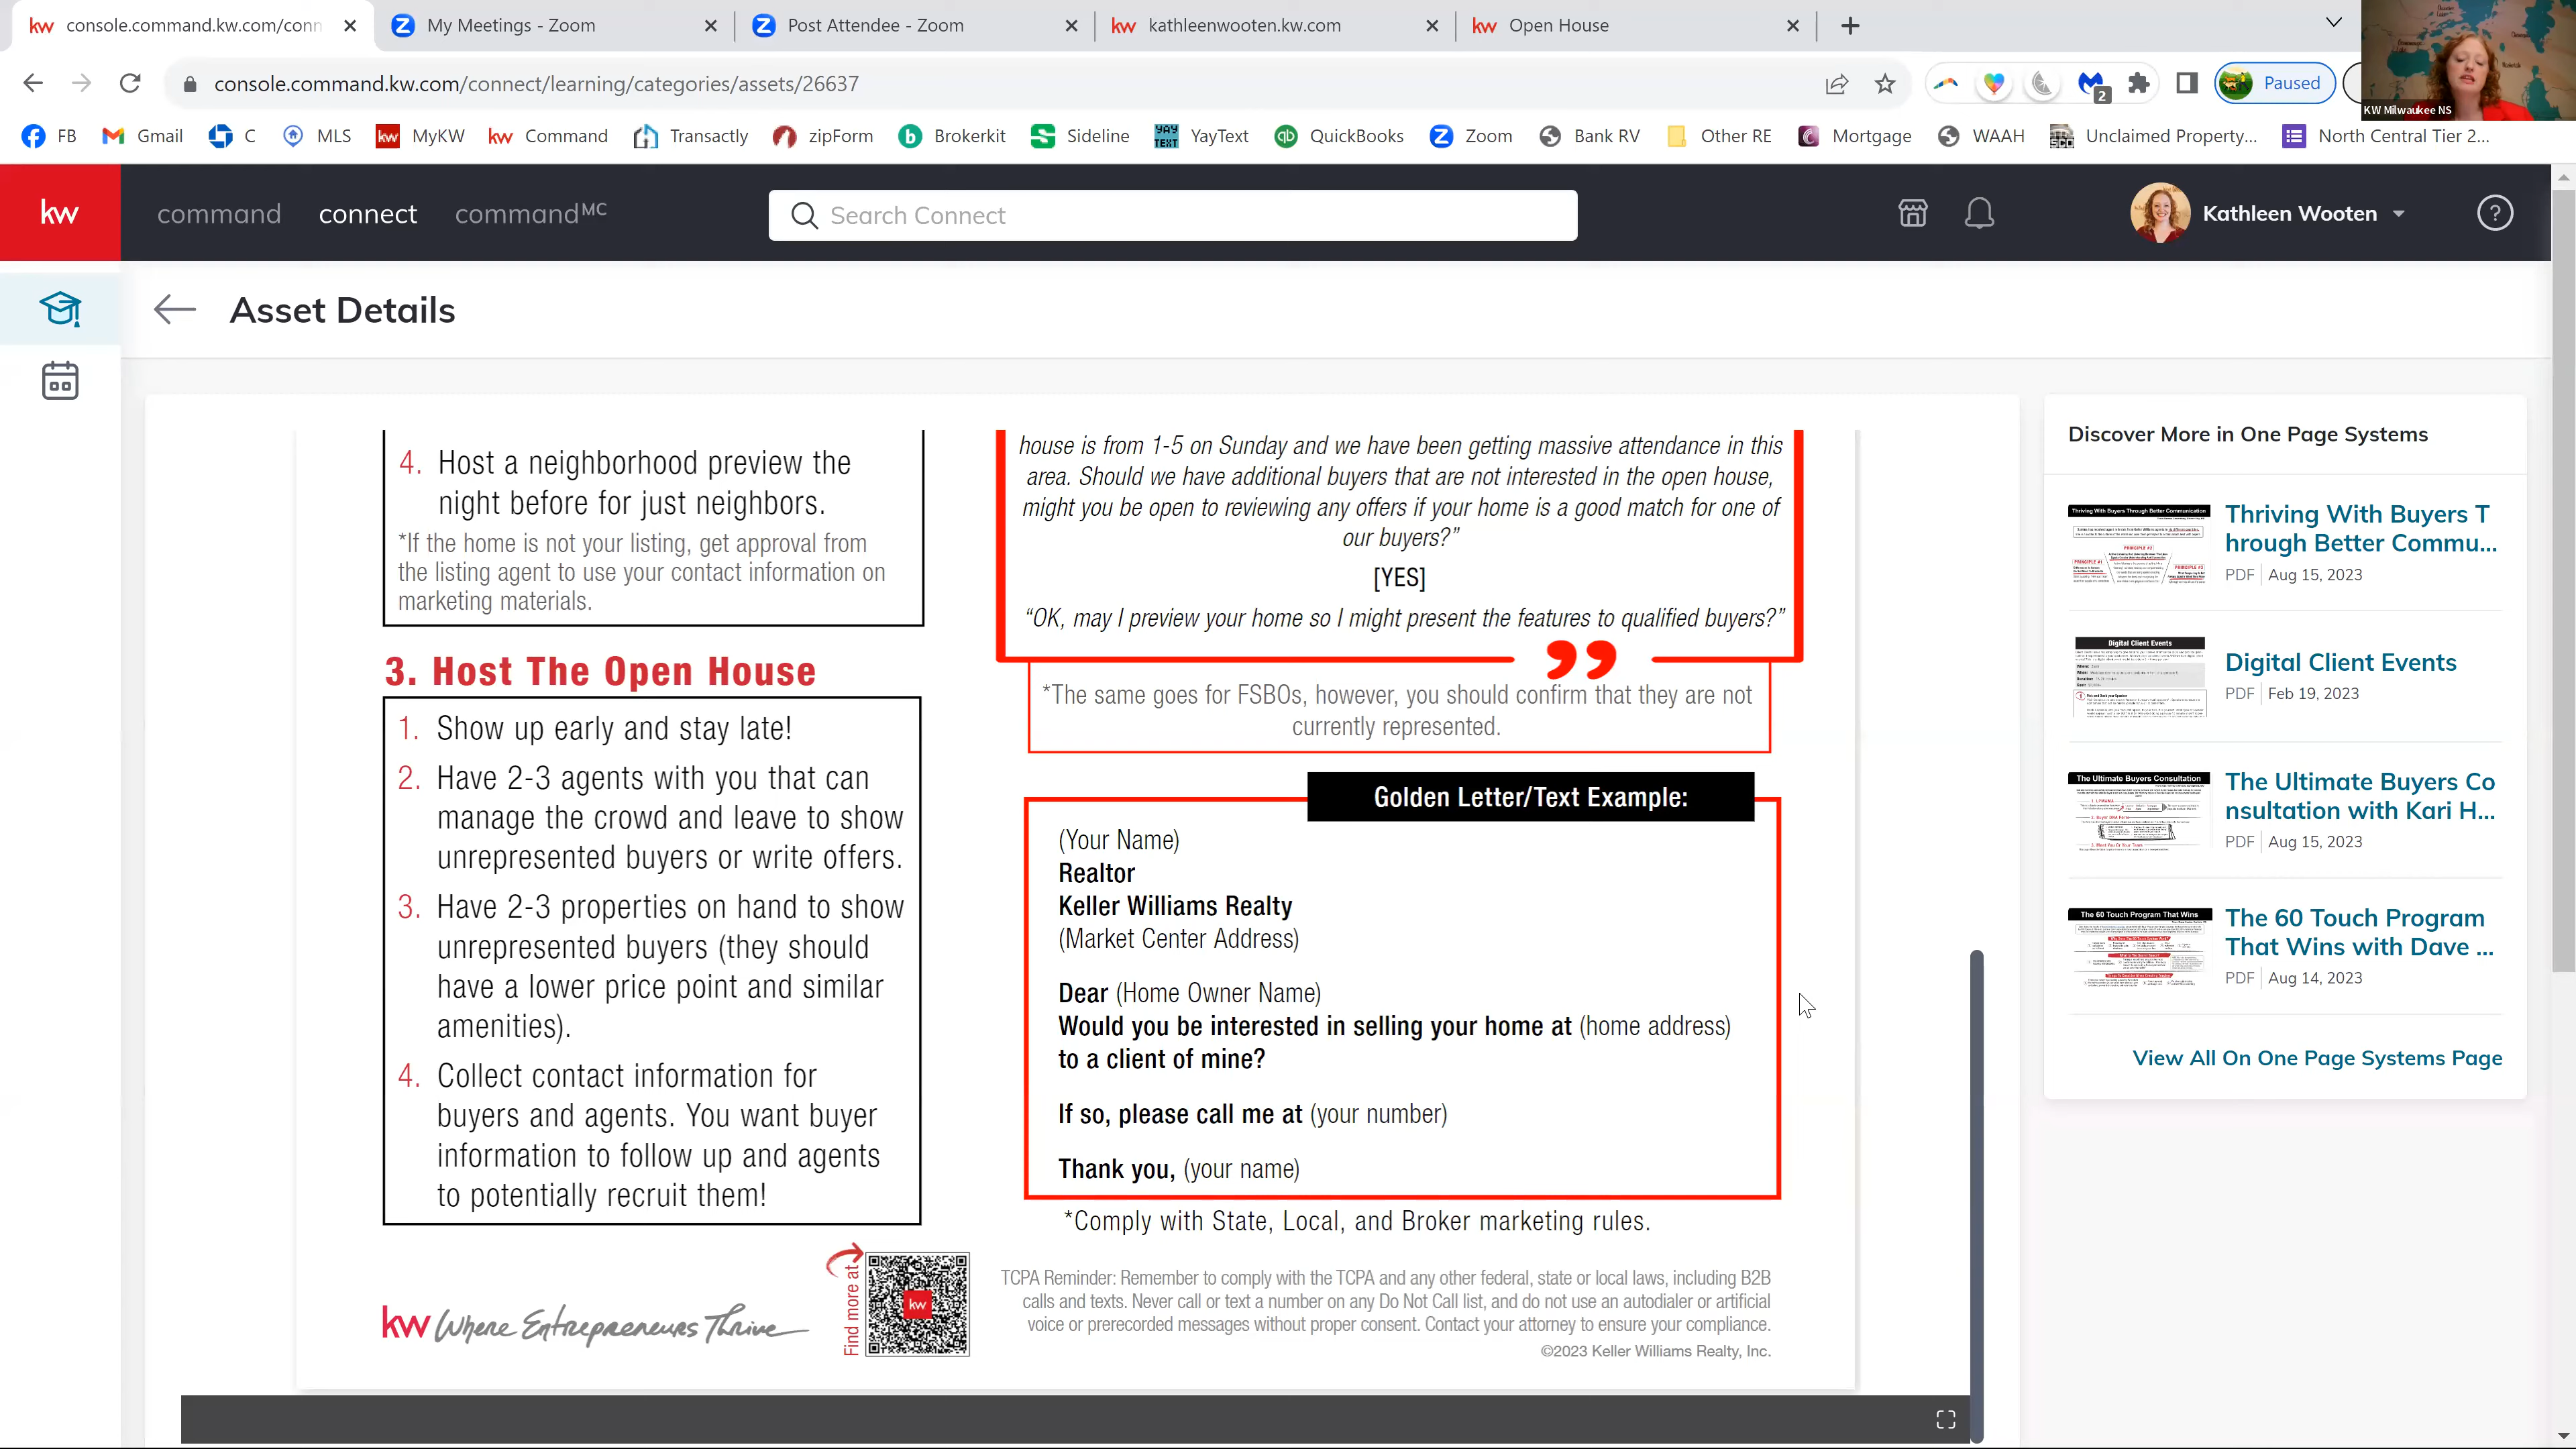 console.command.kw.com/conn
My Meetings - Zoom
Post Attendee - Zoom
kathleenwooten.kw.com
Open House
console.command.kw.com/connect/learning/categories/assets/26637
2
Paused
KW Milwaukee NS
FB
Gmail
C
MLS
MyKW
Command
Transactly
zipForm
Brokerkit
Sideline
YayText
QuickBooks
Zoom
Bank RV
Other RE
Mortgage
WAAH
Unclaimed Property...
North Central Tier 2...
kw
command
connect
commandMC
Search Connect
Kathleen Wooten
Asset Details
4. Host a neighborhood preview the
night before for just neighbors.
*If the home is not your listing, get approval from
the listing agent to use your contact information on
marketing materials.
3. Host The Open House
1. Show up early and stay late!
2. Have 2-3 agents with you that can
manage the crowd and leave to show
unrepresented buyers or write offers.
3. Have 2-3 properties on hand to show
unrepresented buyers (they should
have a lower price point and similar
amenities).
4. Collect contact information for
buyers and agents. You want buyer
information to follow up and agents
to potentially recruit them!
kw Where Entrepreneurs Thrive
Find more at
kw
house is from 1-5 on Sunday and we have been getting massive attendance in this
area. Should we have additional buyers that are not interested in the open house,
might you be open to reviewing any offers if your home is a good match for one of
our buyers?”
[YES]
“OK, may I preview your home so I might present the features to qualified buyers?”
”
*The same goes for FSBOs, however, you should confirm that they are not
currently represented.
Golden Letter/Text Example:
(Your Name)
Realtor
Keller Williams Realty
(Market Center Address)
Dear (Home Owner Name)
Would you be interested in selling your home at (home address)
to a client of mine?
If so, please call me at (your number)
Thank you, (your name)
*Comply with State, Local, and Broker marketing rules.
TCPA Reminder: Remember to comply with the TCPA and any other federal, state or local laws, including B2B
calls and texts. Never call or text a number on any Do Not Call list, and do not use an autodialer or artificial
voice or prerecorded messages without proper consent. Contact your attorney to ensure your compliance.
©2023 Keller Williams Realty, Inc.
Discover More in One Page Systems
Thriving With Buyers Through Better Communication
Thriving With Buyers T
hrough Better Commu...
PDF | Aug 15, 2023
Digital Client Events
Digital Client Events
PDF | Feb 19, 2023
The Ultimate Buyers Consultation
The Ultimate Buyers Co
nsultation with Kari H...
PDF | Aug 15, 2023
The 60 Touch Program That Wins
The 60 Touch Program
That Wins with Dave ...
PDF | Aug 14, 2023
View All On One Page Systems Page